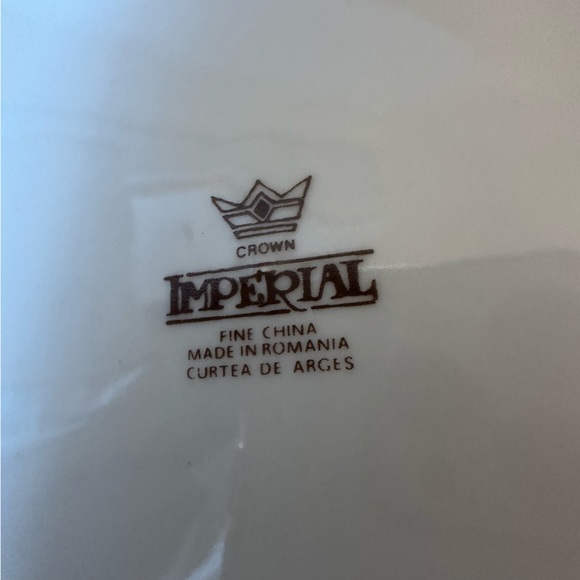 CROWN
IMPERIAL
FINE CHINA
MADE IN ROMANIA
CURTEA DE ARGES